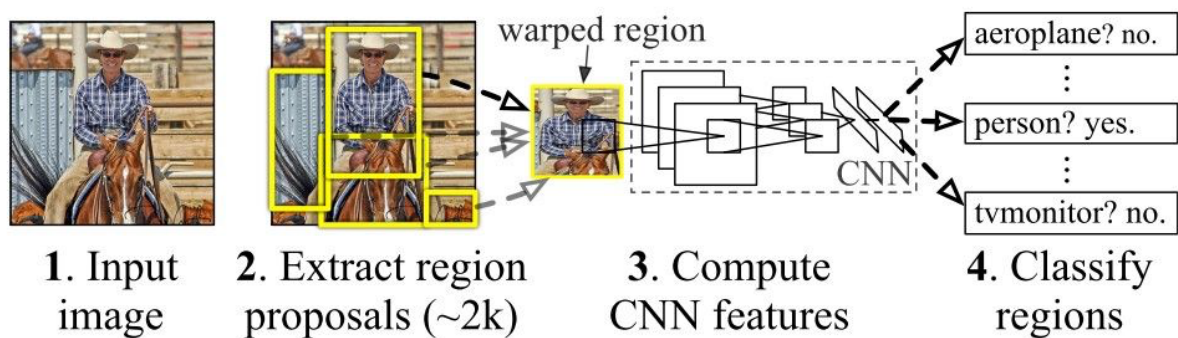 warped region
aeroplane? no.
person? yes.
CNN
tvmonitor? no.
1. Input
image
2. Extract region
proposals (~2k)
3. Compute
CNN features
4. Classify
regions